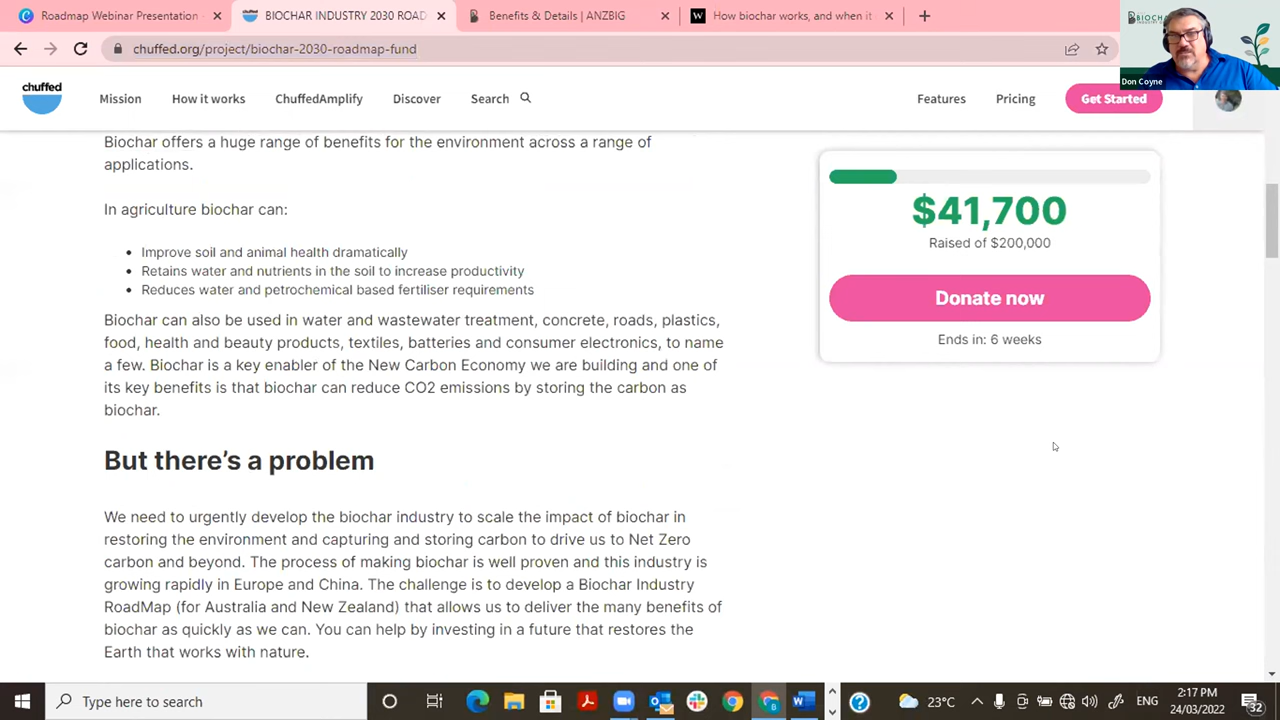 Roadmap Webinar Presentation -
BIOCHAR INDUSTRY 2030 ROAD
Benefits & Details | ANZBIG
W
How biochar works, and when it
chuffed.org/project/biochar-2030-roadmap-fund
Don Coyne
chuffed
Mission
How it works
ChuffedAmplify
Discover
Search
Features
Pricing
Get Started
Biochar offers a huge range of benefits for the environment across a range of
applications.
In agriculture biochar can:
• Improve soil and animal health dramatically
• Retains water and nutrients in the soil to increase productivity
• Reduces water and petrochemical based fertiliser requirements
Biochar can also be used in water and wastewater treatment, concrete, roads, plastics,
food, health and beauty products, textiles, batteries and consumer electronics, to name
a few. Biochar is a key enabler of the New Carbon Economy we are building and one of
its key benefits is that biochar can reduce CO2 emissions by storing the carbon as
biochar.
But there's a problem
We need to urgently develop the biochar industry to scale the impact of biochar in
restoring the environment and capturing and storing carbon to drive us to Net Zero
carbon and beyond. The process of making biochar is well proven and this industry is
growing rapidly in Europe and China. The challenge is to develop a Biochar Industry
RoadMap (for Australia and New Zealand) that allows us to deliver the many benefits of
biochar as quickly as we can. You can help by investing in a future that restores the
Earth that works with nature.
$41,700
Raised of $200,000
Donate now
Ends in: 6 weeks
Type here to search
23°C
ENG
2:17 PM
24/03/2022
32